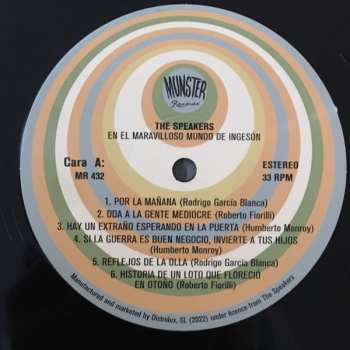 MUNSTER
Records
THE SPEAKERS
EN EL MARAVILLOSO MUNDO DE INGESÓN
Cara A:
MR 432
ESTEREO
33 RPM
1. POR LA MAÑANA (Rodrigo García Blanca)
2. ODA A LA GENTE MEDIOCRE (Roberto Fiorilli)
3. HAY UN EXTRAÑO ESPERANDO EN LA PUERTA (Humberto Monroy)
4. SI LA GUERRA ES BUEN NEGOCIO, INVIERTE A TUS HIJOS
(Humberto Monroy)
5. REFLEJOS DE LA OLLA (Rodrigo García Blanca)
6. HISTORIA DE UN LOTO QUE FLORECIÓ
EN OTOÑO (Roberto Fiorilli)
Manufactured and marketed by Distrolux, SL (2022) under licence from The Speakers